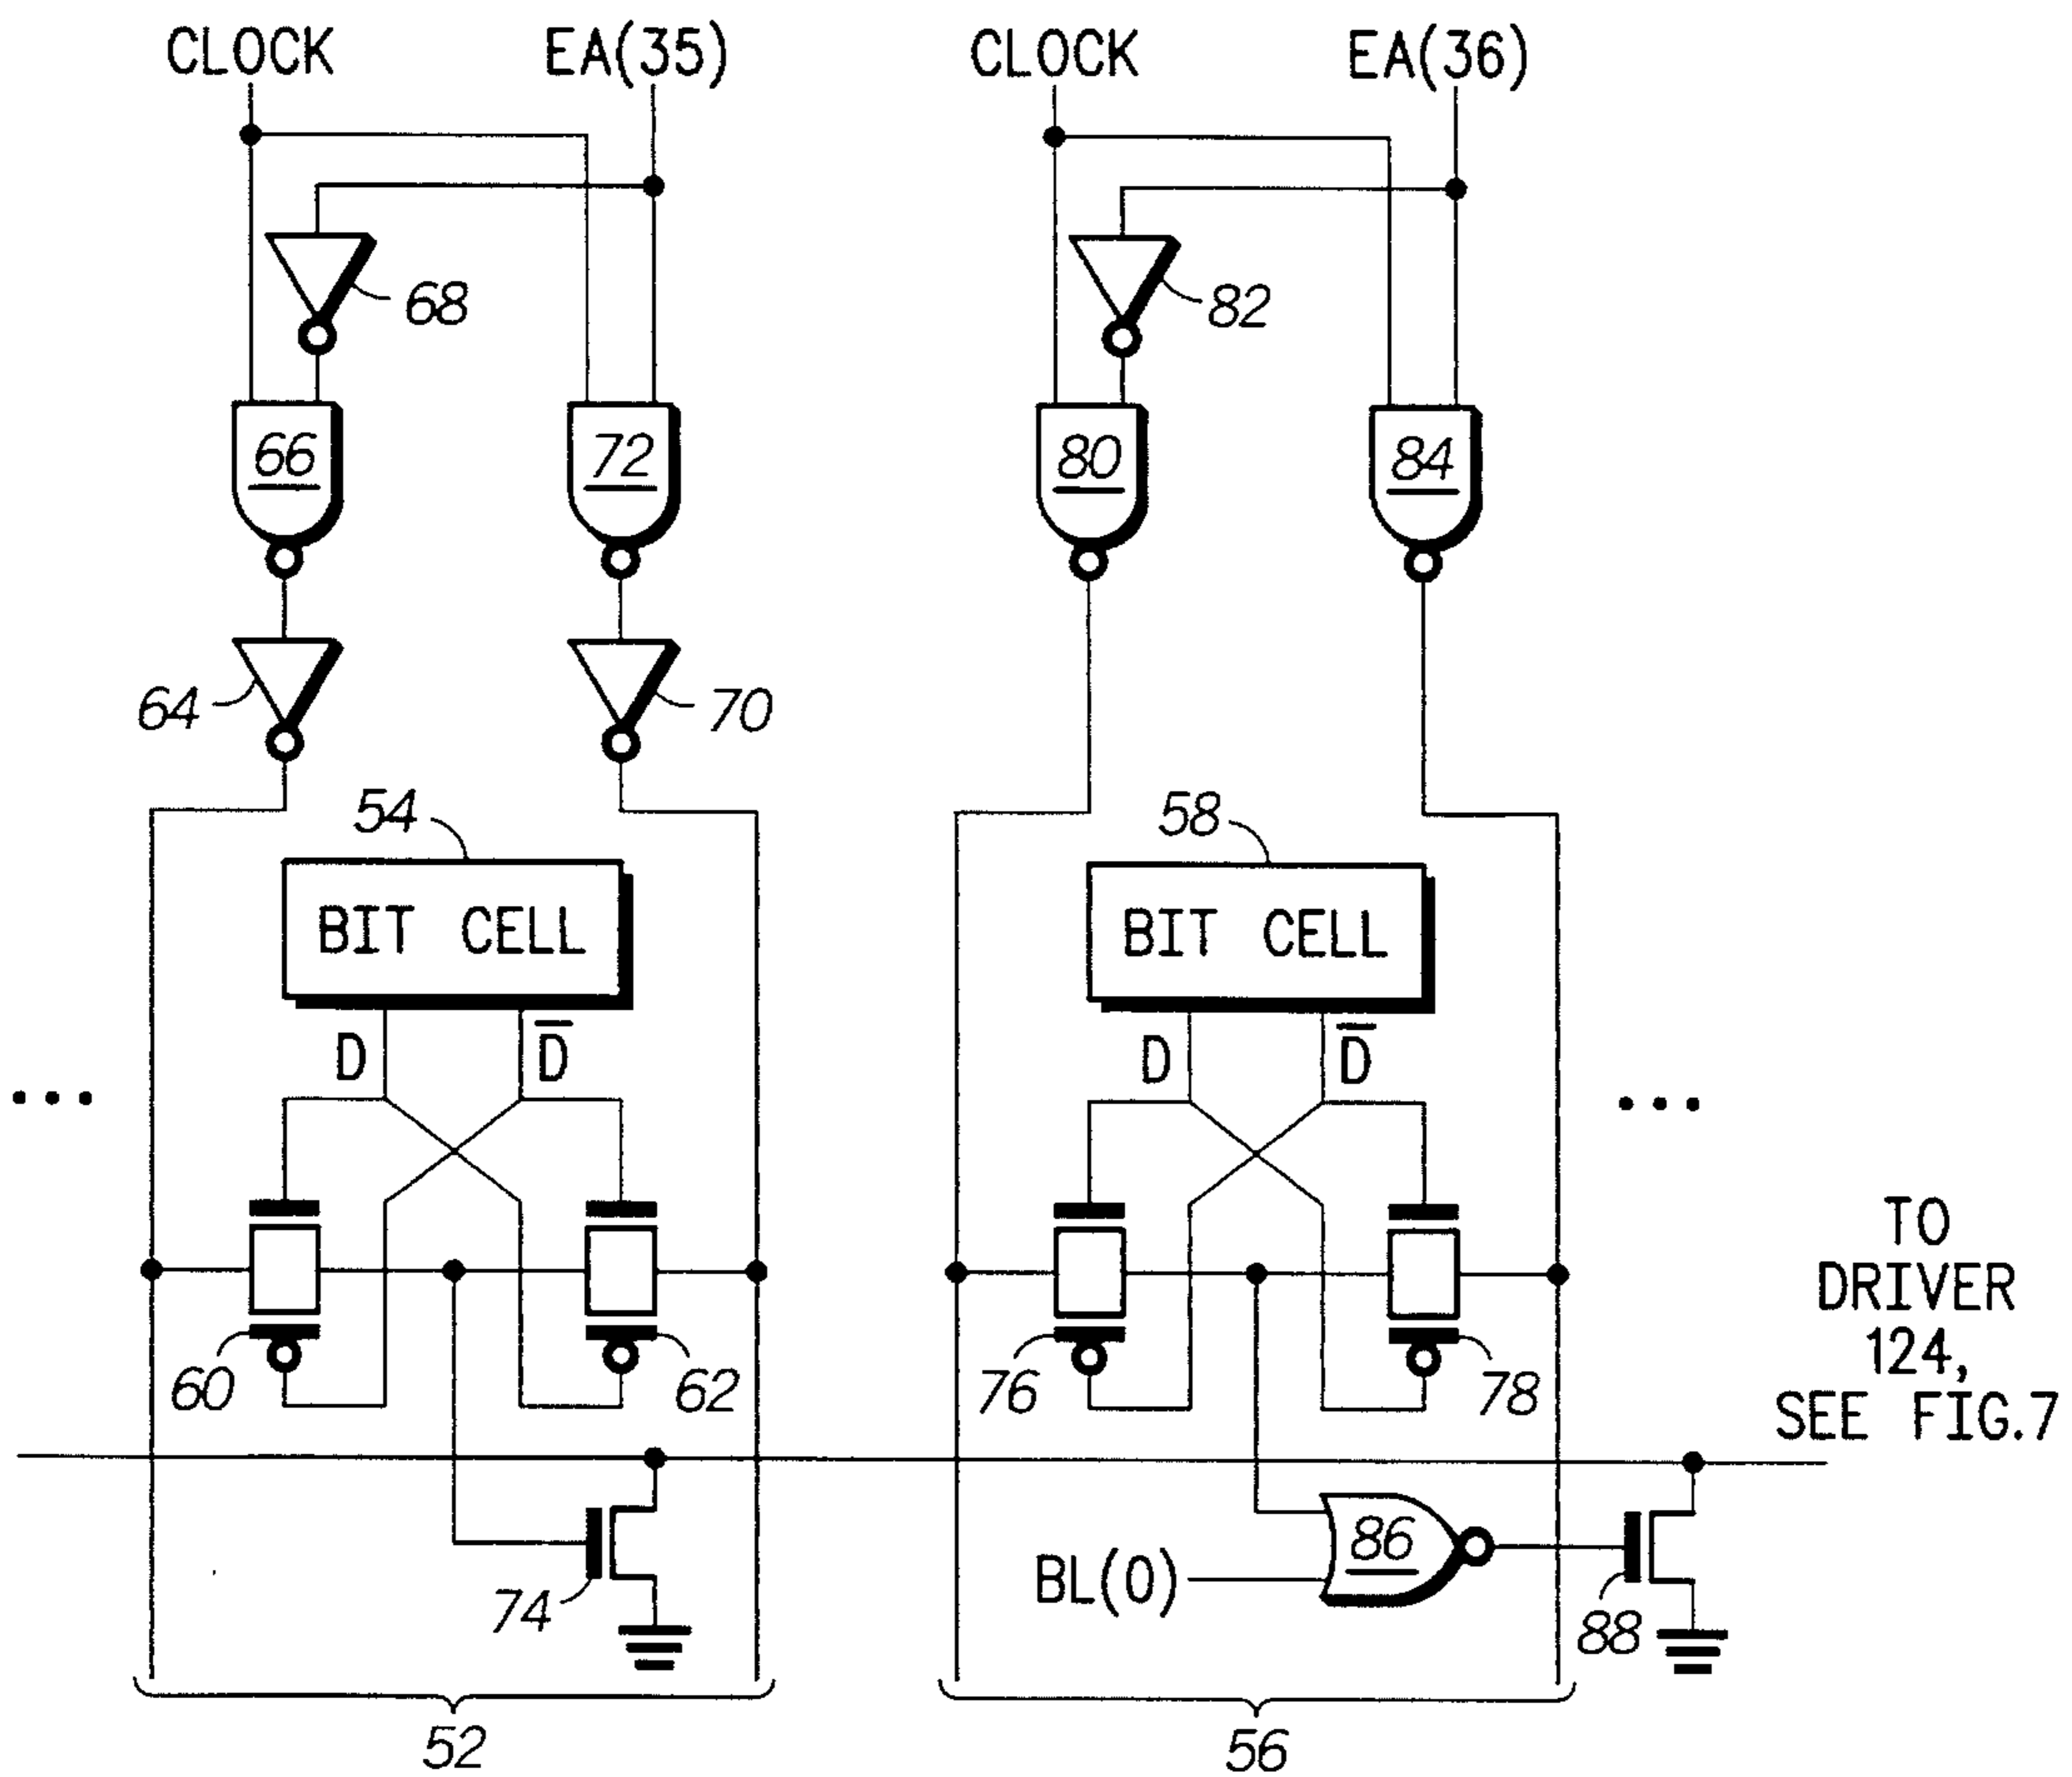 CLOCK EA(35) CLOCK EA(36)
68 82
66 72 80 84
64 70
54 58
BIT CELL BIT CELL
D D̅ D D̅
... ...
60 62 76 78
TO
DRIVER
124,
SEE FIG.7
74 BL(0) 86 88
52 56